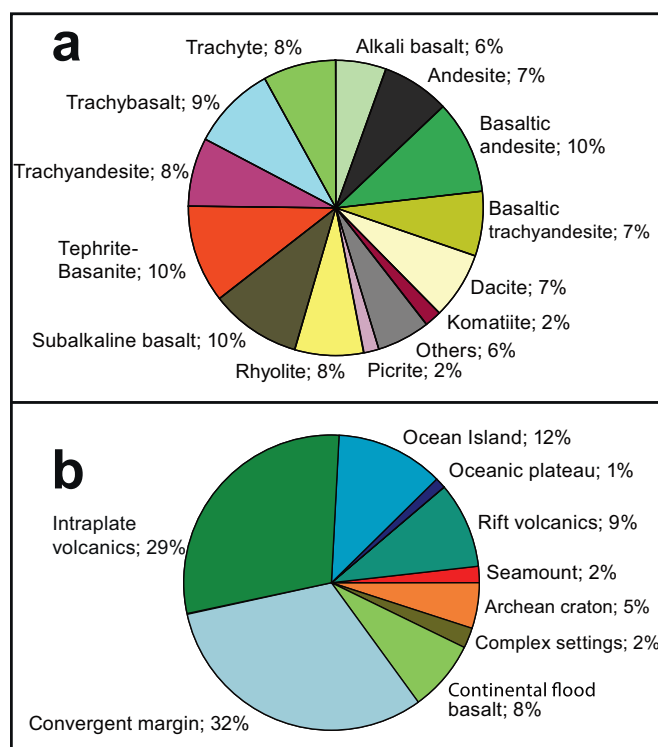 a
Trachyte; 8%
Alkali basalt; 6%
Andesite; 7%
Trachybasalt; 9%
Basaltic
andesite; 10%
Trachyandesite; 8%
Basaltic
trachyandesite; 7%
Tephrite-
Basanite; 10%
Dacite; 7%
Komatiite; 2%
Subalkaline basalt; 10%
Others; 6%
Rhyolite; 8%
Picrite; 2%
b
Ocean Island; 12%
Oceanic plateau; 1%
Intraplate
volcanics; 29%
Rift volcanics; 9%
Seamount; 2%
Archean craton; 5%
Complex settings; 2%
Continental flood
basalt; 8%
Convergent margin; 32%